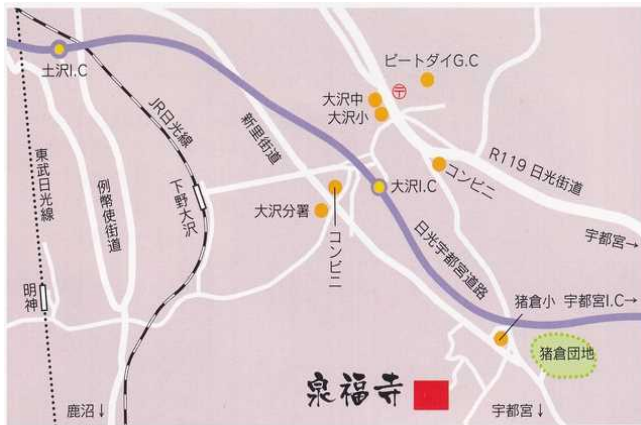 ピートダイG.C
土沢I.C
〒
大沢中
大沢小
JR日光線
新里街道
R119 日光街道
コンビニ
東武日光線
例幣使街道
下野大沢
大沢I.C
大沢分署
コンビニ
日光宇都宮道路
宇都宮→
明神
猪倉小
宇都宮I.C→
猪倉団地
泉福寺
鹿沼↓
宇都宮↓